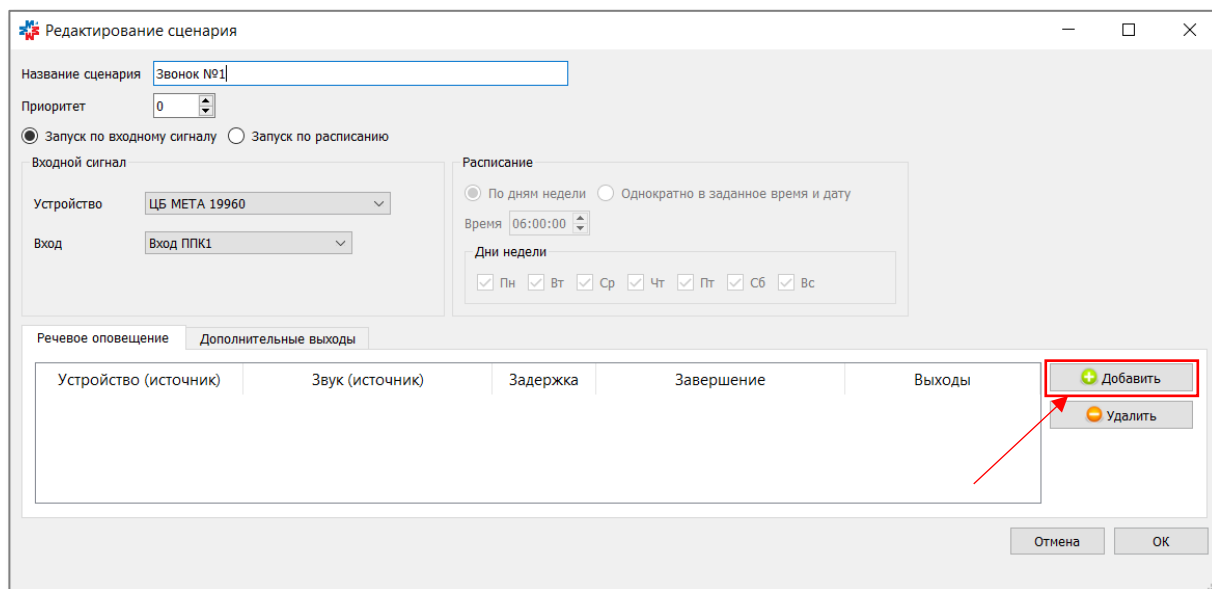 Редактирование сценария
Название сценария Звонок №1
Приоритет 0
Запуск по входному сигналу Запуск по расписанию
Входной сигнал
Устройство ЦБ МЕТА 19960
Вход Вход ППК1
Расписание
По дням недели Однократно в заданное время и дату
Время 06:00:00
Дни недели
Пн Вт Ср Чт Пт Сб Вс
Речевое оповещение Дополнительные выходы
Устройство (источник) Звук (источник) Задержка Завершение Выходы
Добавить
Удалить
Отмена ОК